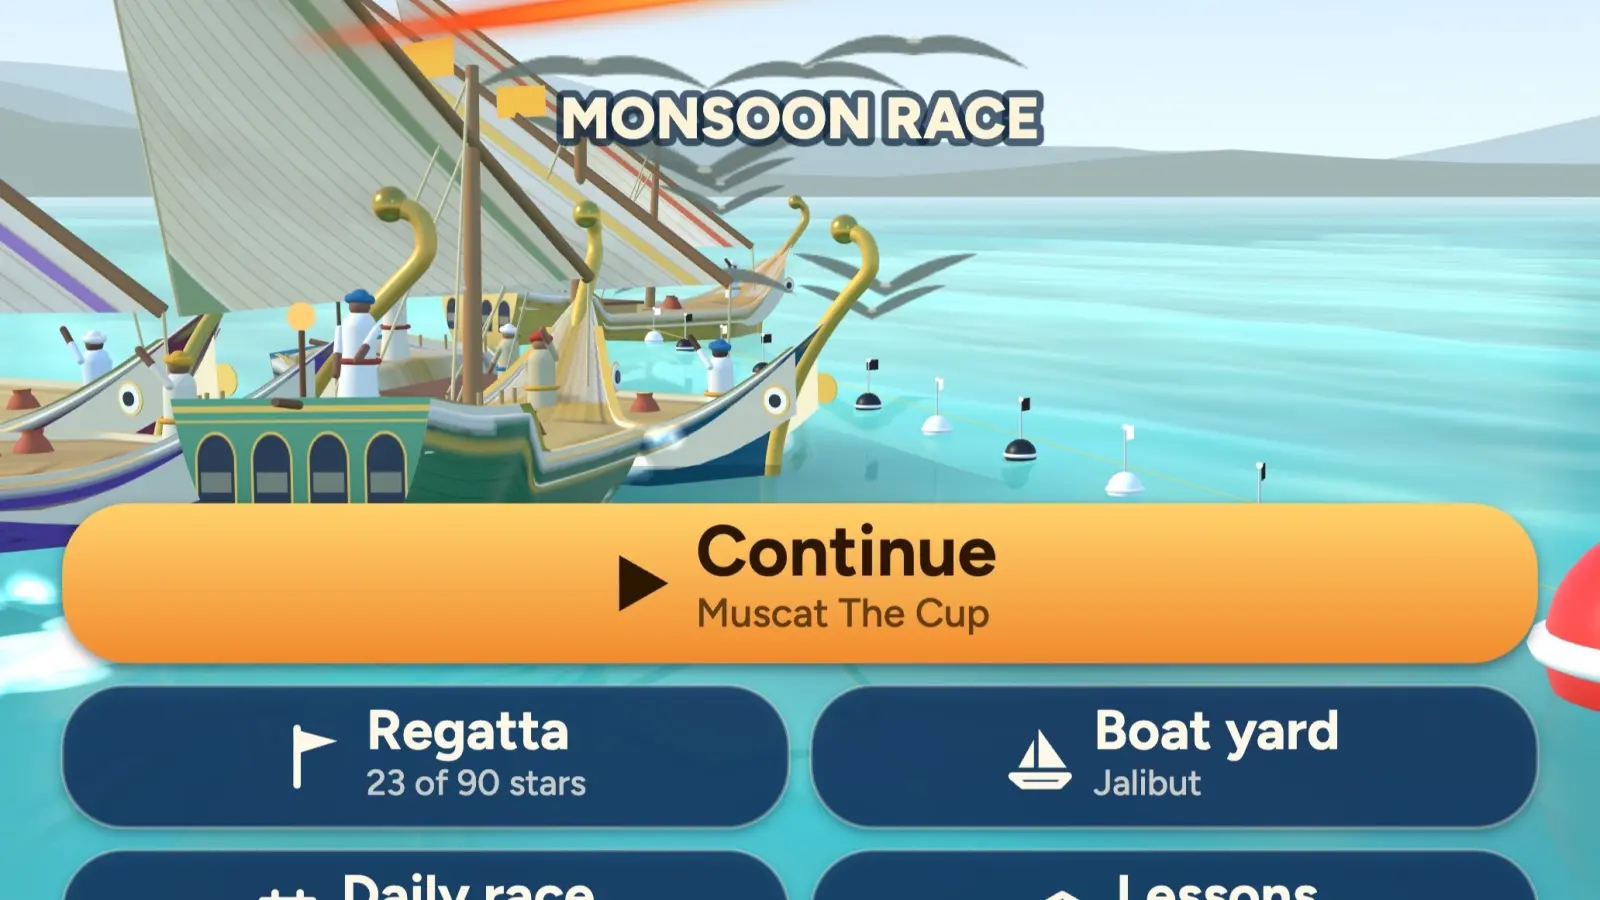 MONSOON RACE
Continue
Muscat The Cup
Regatta
23 of 90 stars
Boat yard
Jalibut
Daily race
Lessons